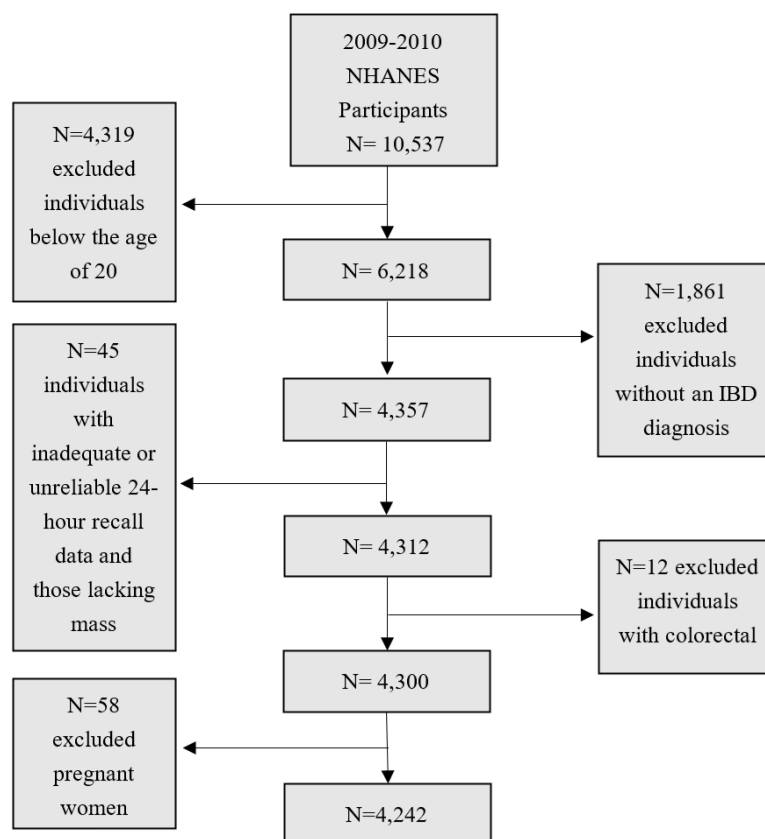 2009-2010
NHANES
Participants
N= 10,537
N=4,319
excluded
individuals
below the age
of 20
N= 6,218
N=1,861
excluded
individuals
without an IBD
diagnosis
N= 4,357
N=45
individuals
with
inadequate or
unreliable 24-
hour recall
data and
those lacking
mass
N= 4,312
N=12 excluded
individuals
with colorectal
N= 4,300
N=58
excluded
pregnant
women
N=4,242